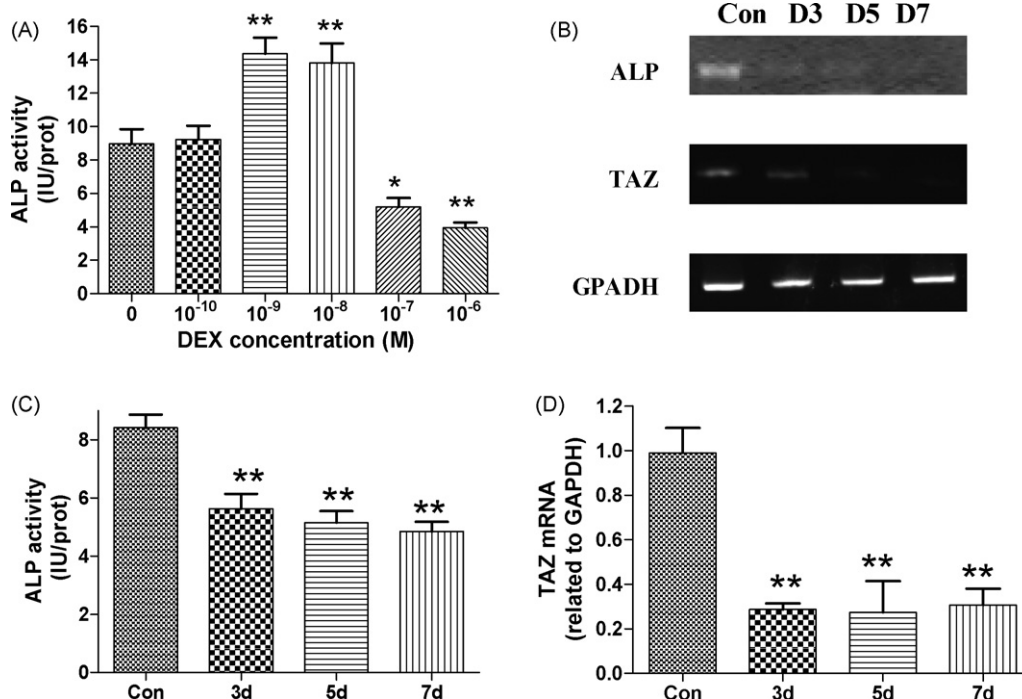 (A)
ALP activity
(IU/prot)
16
14
12
10
8
6
4
2
0
**
**
*
**
0
10⁻¹⁰
10⁻⁹
10⁻⁸
10⁻⁷
10⁻⁶
DEX concentration (M)
(B)
Con D3 D5 D7
ALP
TAZ
GPADH
(C)
ALP activity
(IU/prot)
8
6
4
2
0
**
**
**
Con
3d
5d
7d
(D)
TAZ mRNA
(related to GAPDH)
1.2
1.0
0.8
0.6
0.4
0.2
0.0
**
**
**
Con
3d
5d
7d